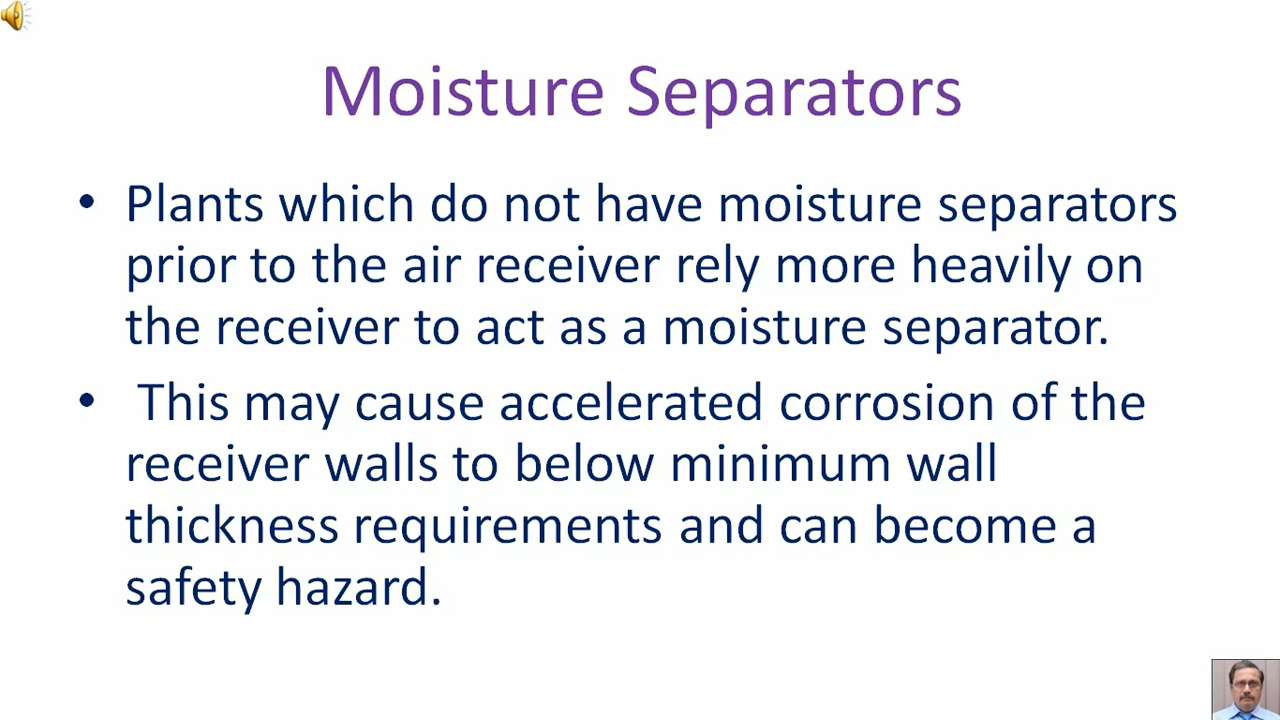 Moisture Separators
• Plants which do not have moisture separators
prior to the air receiver rely more heavily on
the receiver to act as a moisture separator.
• This may cause accelerated corrosion of the
receiver walls to below minimum wall
thickness requirements and can become a
safety hazard.